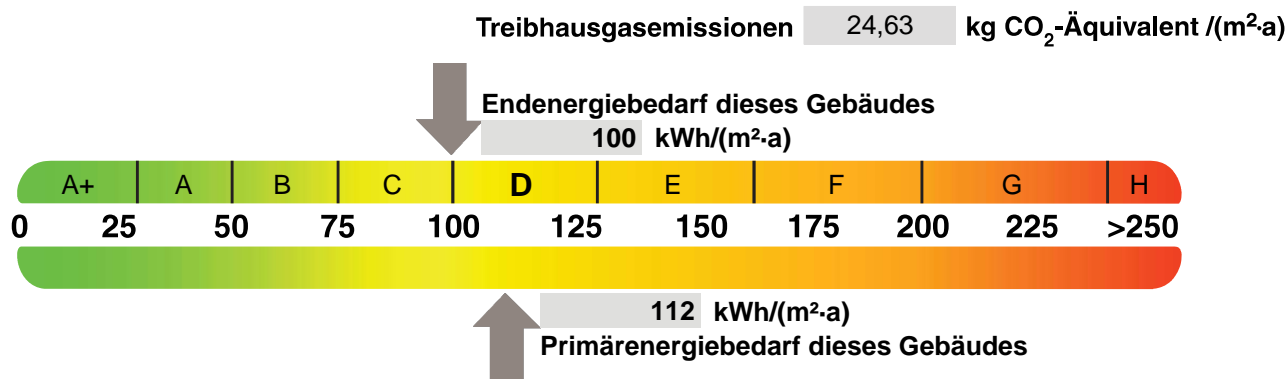 Treibhausgasemissionen 24,63 kg CO₂-Äquivalent /(m²·a)
Endenergiebedarf dieses Gebäudes
100 kWh/(m²·a)
A+ A B C D E F G H
0 25 50 75 100 125 150 175 200 225 >250
112 kWh/(m²·a)
Primärenergiebedarf dieses Gebäudes